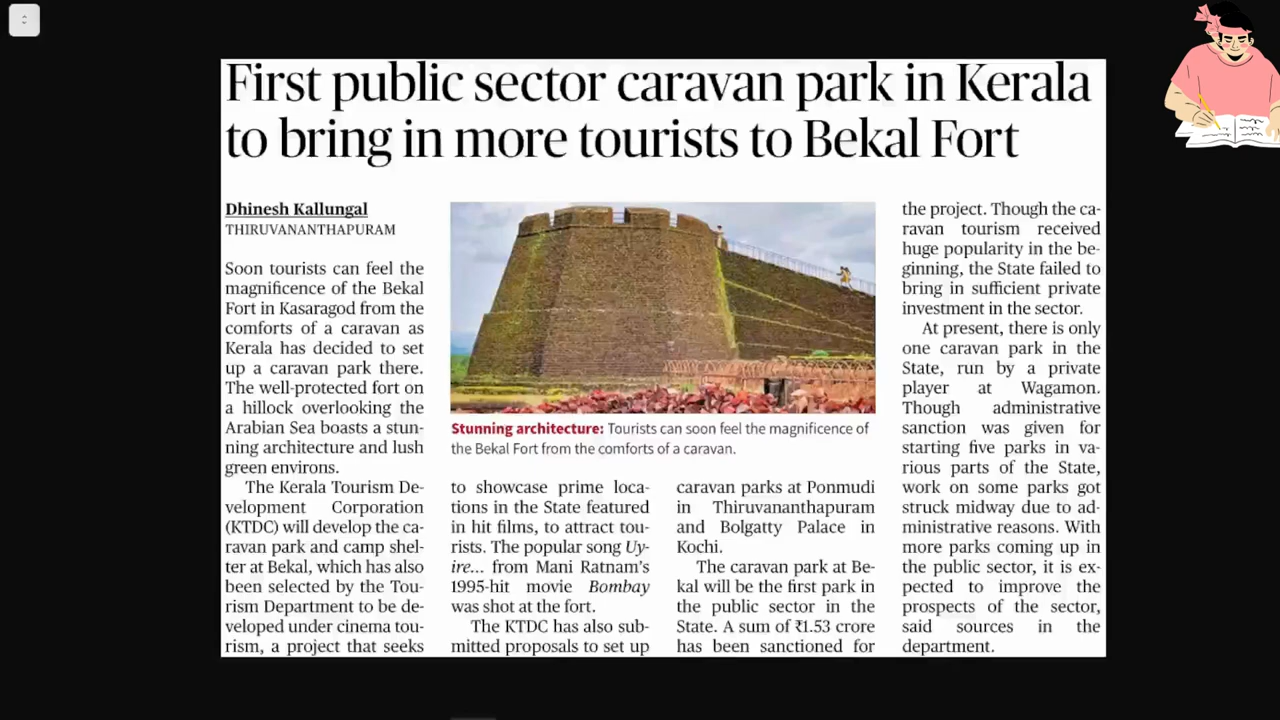 First public sector caravan park in Kerala
to bring in more tourists to Bekal Fort
Dhinesh Kallungal
THIRUVANANTHAPURAM
Soon tourists can feel the
magnificence of the Bekal
Fort in Kasaragod from the
comforts of a caravan as
Kerala has decided to set
up a caravan park there.
The well-protected fort on
a hillock overlooking the
Arabian Sea boasts a stun-
ning architecture and lush
green environs.
The Kerala Tourism De-
velopment Corporation
(KTDC) will develop the ca-
ravan park and camp shel-
ter at Bekal, which has also
been selected by the Tou-
rism Department to be de-
veloped under cinema tou-
rism, a project that seeks
Stunning architecture: Tourists can soon feel the magnificence of
the Bekal Fort from the comforts of a caravan.
to showcase prime loca-
tions in the State featured
in hit films, to attract tou-
rists. The popular song Uy-
ire... from Mani Ratnam's
1995-hit movie Bombay
was shot at the fort.
The KTDC has also sub-
mitted proposals to set up
caravan parks at Ponmudi
in Thiruvananthapuram
and Bolgatty Palace in
Kochi.
The caravan park at Be-
kal will be the first park in
the public sector in the
State. A sum of ₹1.53 crore
has been sanctioned for
the project. Though the ca-
ravan tourism received
huge popularity in the be-
ginning, the State failed to
bring in sufficient private
investment in the sector.
At present, there is only
one caravan park in the
State, run by a private
player at Wagamon.
Though administrative
sanction was given for
starting five parks in va-
rious parts of the State,
work on some parks got
struck midway due to ad-
ministrative reasons. With
more parks coming up in
the public sector, it is ex-
pected to improve the
prospects of the sector,
said sources in the
department.